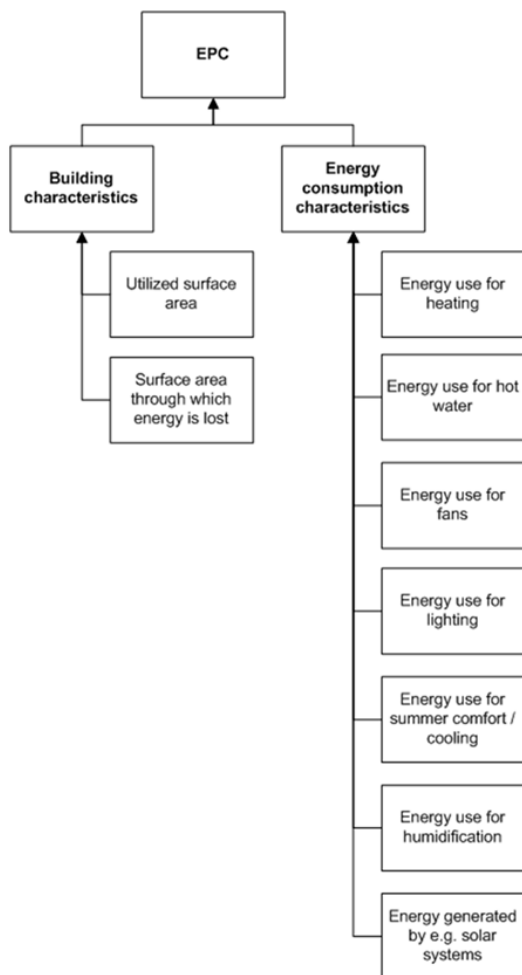 EPC
Building
characteristics
Energy
consumption
characteristics
Utilized surface
area
Surface area
through which
energy is lost
Energy use for
heating
Energy use for hot
water
Energy use for
fans
Energy use for
lighting
Energy use for
summer comfort /
cooling
Energy use for
humidification
Energy generated
by e.g. solar
systems